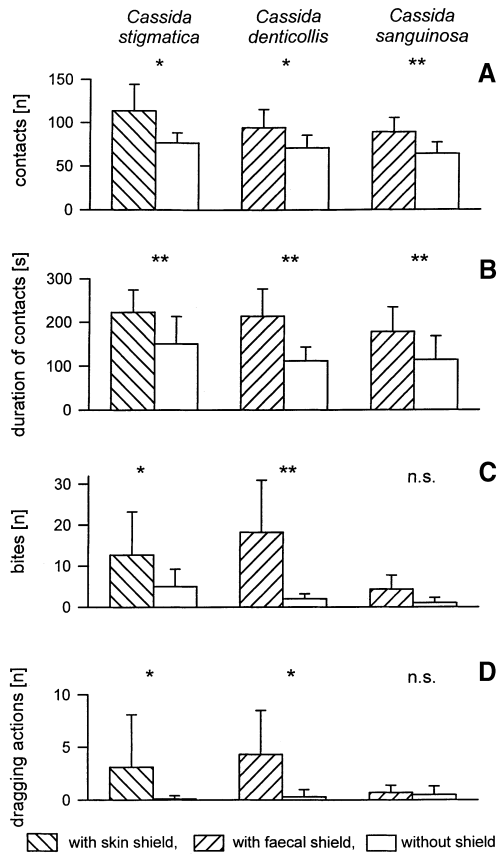 Cassida stigmatica
Cassida denticollis
Cassida sanguinosa
A
contacts [n]
150
100
50
0
* * **
B
duration of contacts [s]
300
200
100
0
** ** **
C
bites [n]
30
20
10
0
* ** n.s.
D
dragging actions [n]
10
5
0
* * n.s.
with skin shield, with faecal shield, without shield